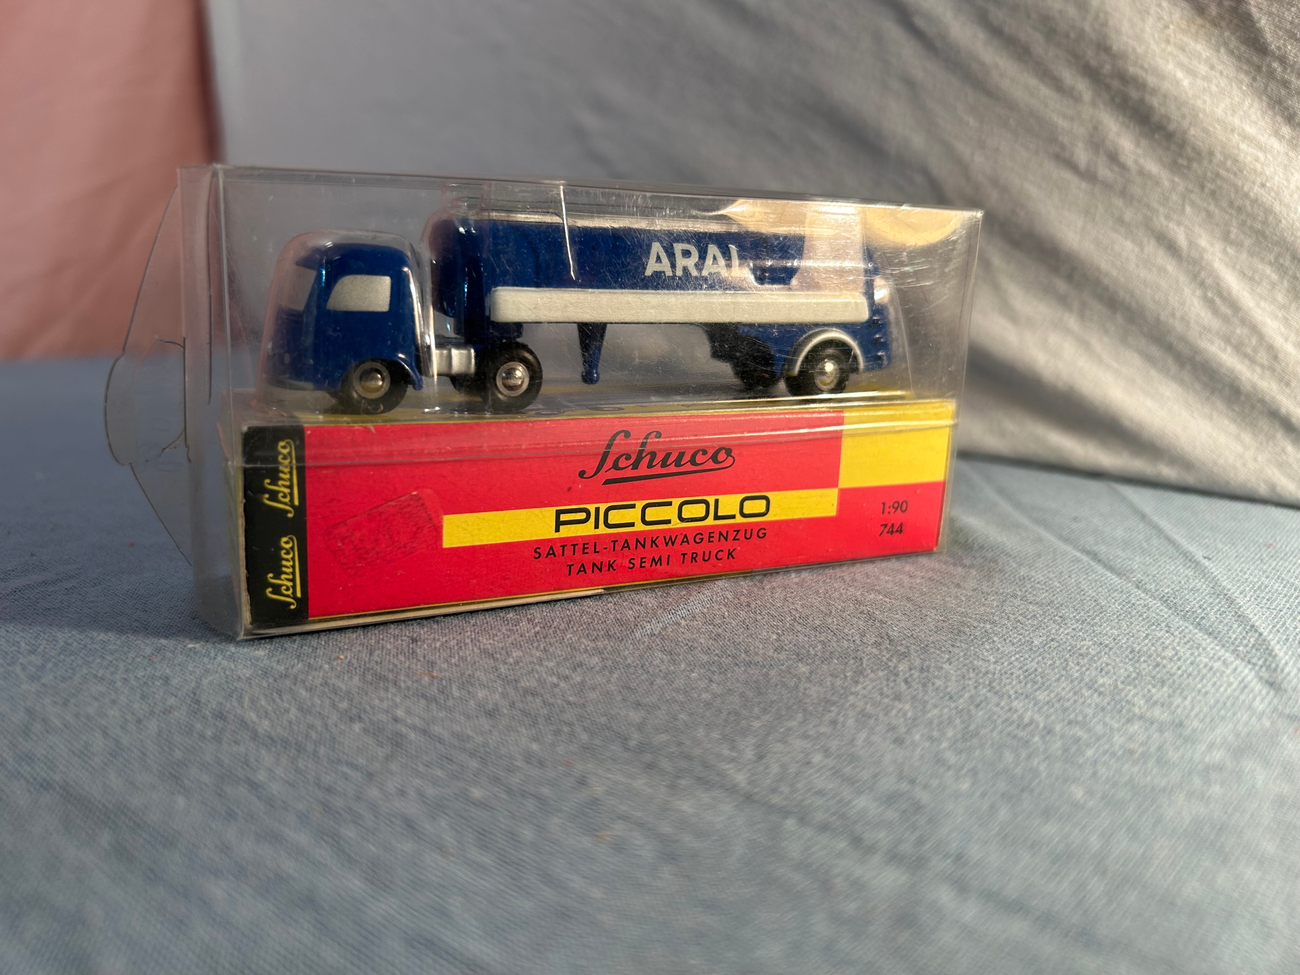 ARAL
Schuco
PICCOLO
SATTEL-TANKWAGENZUG
TANK SEMI TRUCK
1:90
744
Schuco
Schuco